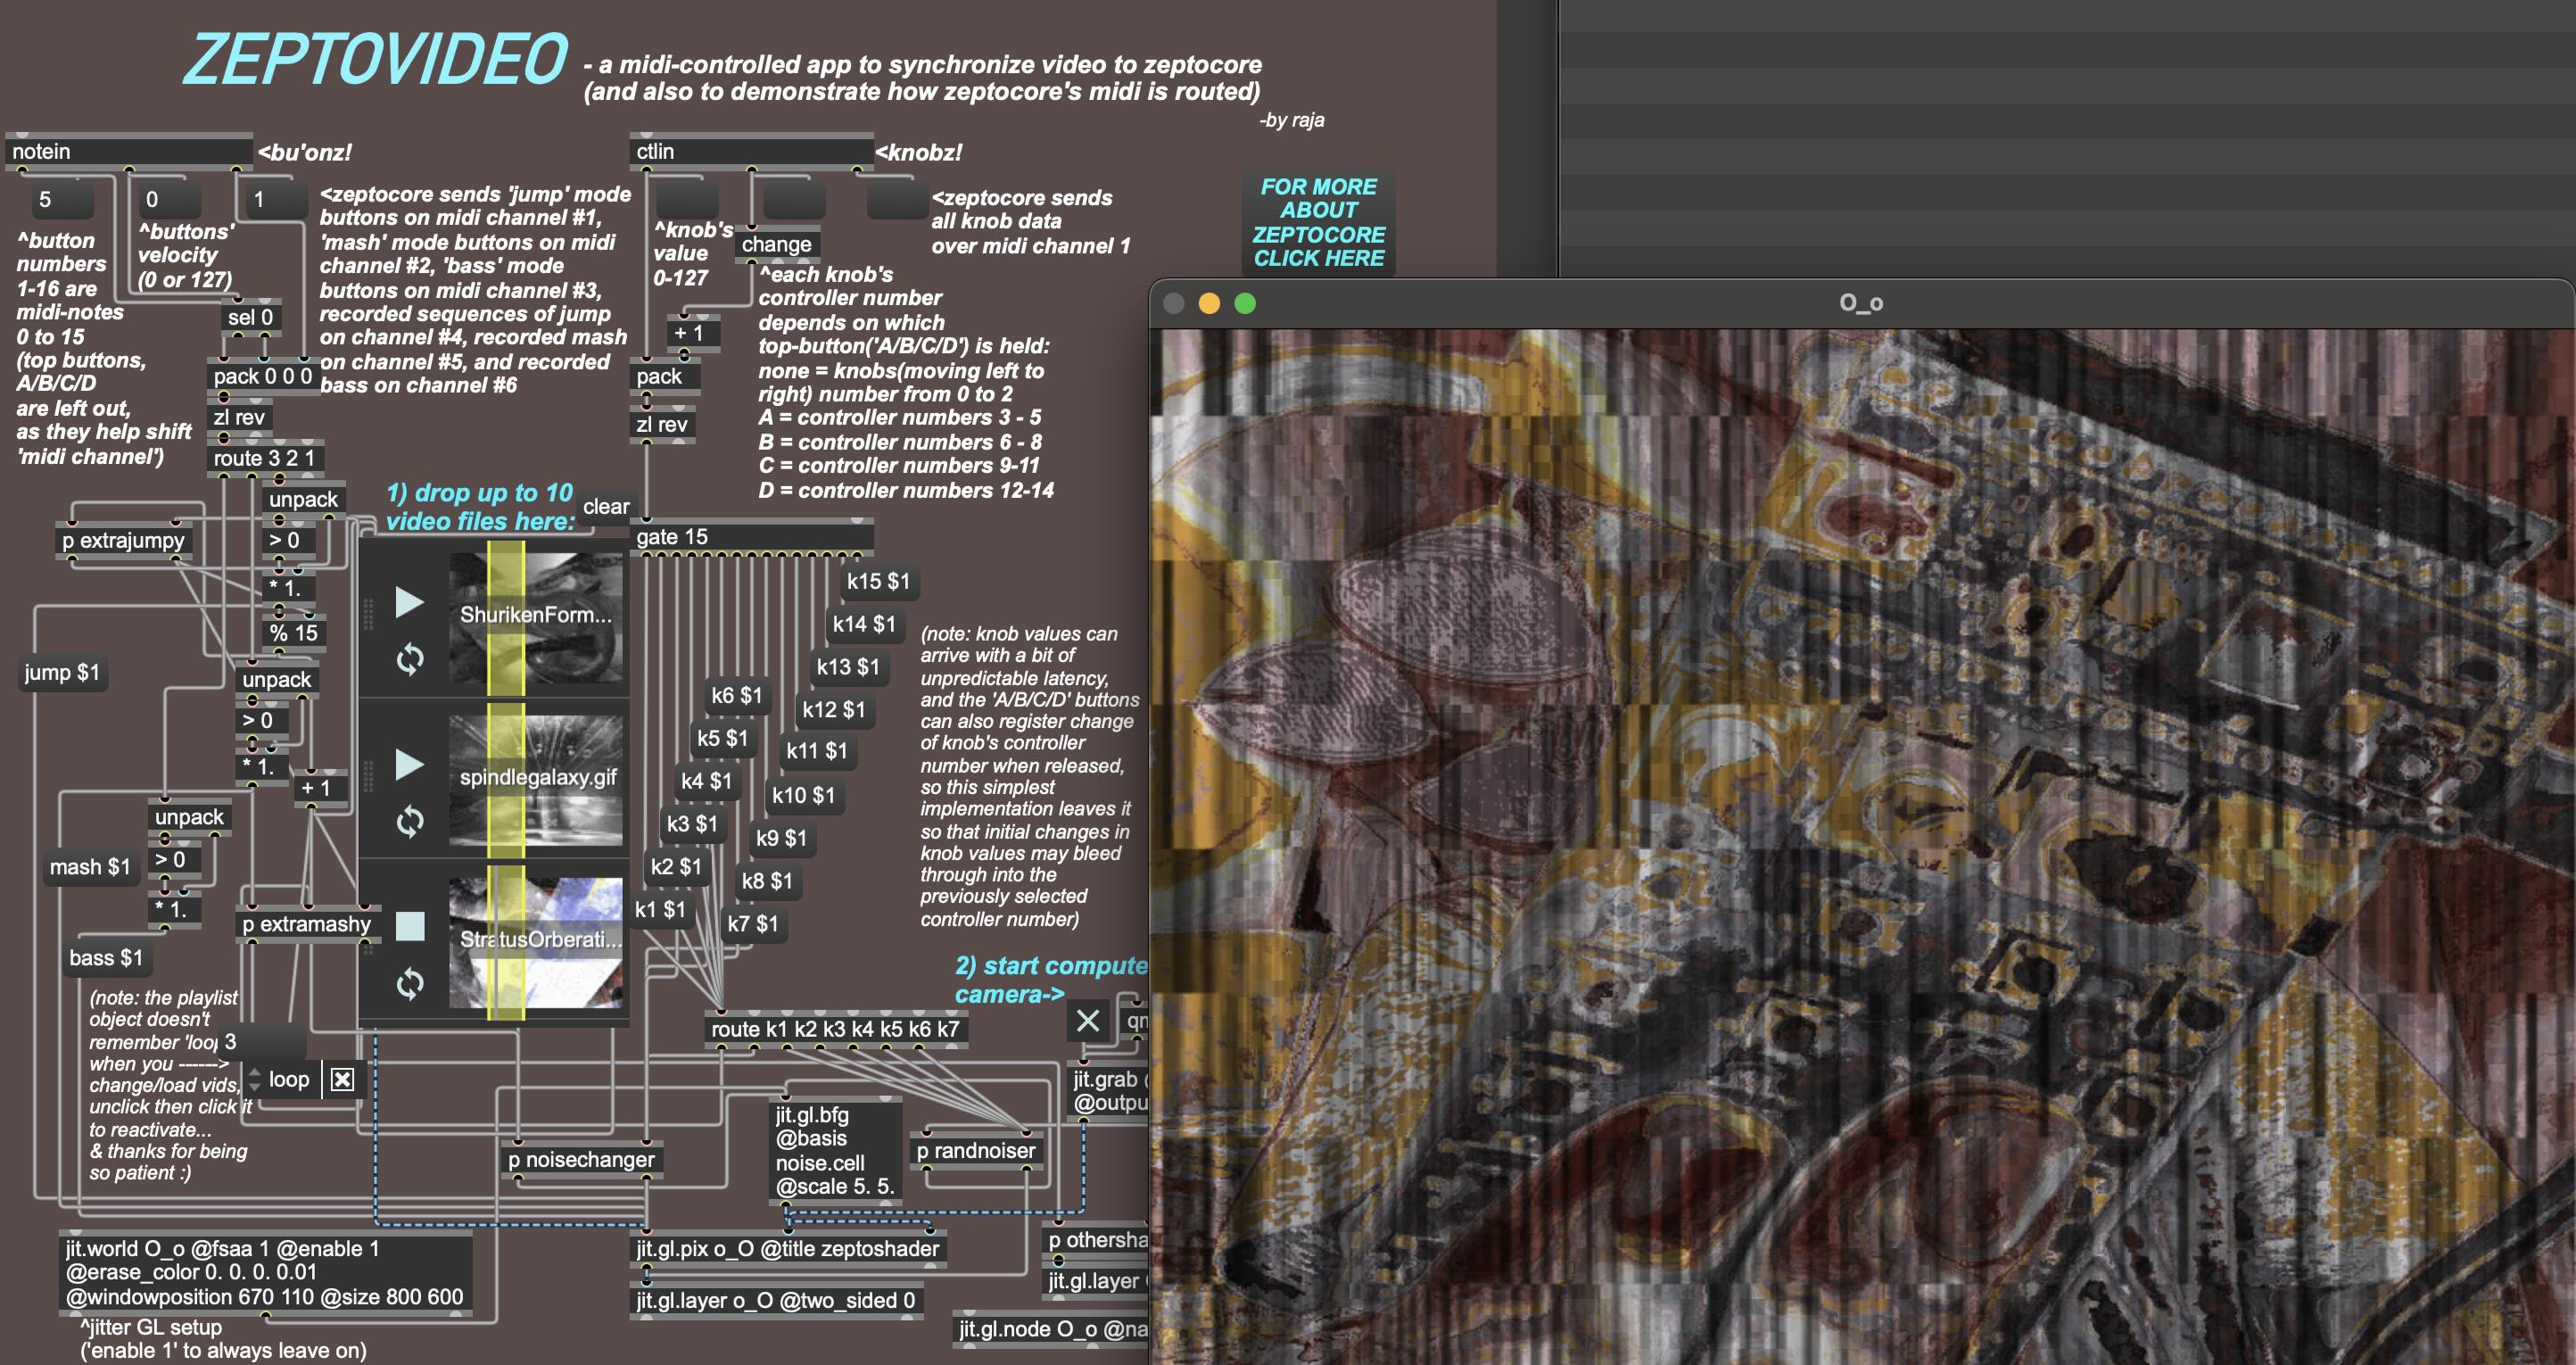 ZEPTOVIDEO
- a midi-controlled app to synchronize video to zeptocore
(and also to demonstrate how zeptocore's midi is routed)
-by raja
notein
<bu'onz!
5
0
1
^button
numbers
1-16 are
midi-notes
0 to 15
(top buttons,
A/B/C/D
are left out,
as they help shift
'midi channel')
^buttons'
velocity
(0 or 127)
<zeptocore sends 'jump' mode
buttons on midi channel #1,
'mash' mode buttons on midi
channel #2, 'bass' mode
buttons on midi channel #3,
recorded sequences of jump
on channel #4, recorded mash
on channel #5, and recorded
bass on channel #6
sel 0
pack 0 0 0
zl rev
route 3 2 1
unpack
> 0
* 1.
% 15
p extrajumpy
unpack
> 0
* 1.
+ 1
unpack
> 0
* 1.
p extramashy
jump $1
mash $1
bass $1
ctlin
<knobz!
^knob's
value
0-127
change
<zeptocore sends
all knob data
over midi channel 1
^each knob's
controller number
depends on which
top-button('A/B/C/D') is held:
none = knobs(moving left to
right) number from 0 to 2
A = controller numbers 3 - 5
B = controller numbers 6 - 8
C = controller numbers 9-11
D = controller numbers 12-14
+ 1
pack
zl rev
FOR MORE
ABOUT
ZEPTOCORE
CLICK HERE
1) drop up to 10
video files here:
clear
ShurikenForm...
spindlegalaxy.gif
StratusOrberati...
gate 15
k15 $1
k14 $1
k13 $1
k12 $1
k11 $1
k10 $1
k9 $1
k8 $1
k7 $1
k6 $1
k5 $1
k4 $1
k3 $1
k2 $1
k1 $1
(note: knob values can
arrive with a bit of
unpredictable latency,
and the 'A/B/C/D' buttons
can also register change
of knob's controller
number when released,
so this simplest
implementation leaves it
so that initial changes in
knob values may bleed
through into the
previously selected
controller number)
2) start compute
camera->
(note: the playlist
object doesn't
remember 'loop
when you ------>
change/load vids,
unclick then click it
to reactivate...
& thanks for being
so patient :)
3
loop
route k1 k2 k3 k4 k5 k6 k7
jit.grab
@outpu
jit.gl.bfg
@basis
noise.cell
@scale 5. 5.
p randnoiser
p noisechanger
jit.world O_o @fsaa 1 @enable 1
@erase_color 0. 0. 0. 0.01
@windowposition 670 110 @size 800 600
^jitter GL setup
('enable 1' to always leave on)
jit.gl.pix o_O @title zeptoshader
jit.gl.layer o_O @two_sided 0
p othersha
jit.gl.layer
jit.gl.node O_o @na
O_o